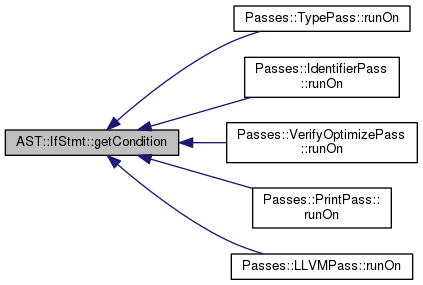 Passes::TypePass::runOn
Passes::IdentifierPass
::runOn
AST::IfStmt::getCondition
Passes::VerifyOptimizePass
::runOn
Passes::PrintPass::
runOn
Passes::LLVMPass::runOn